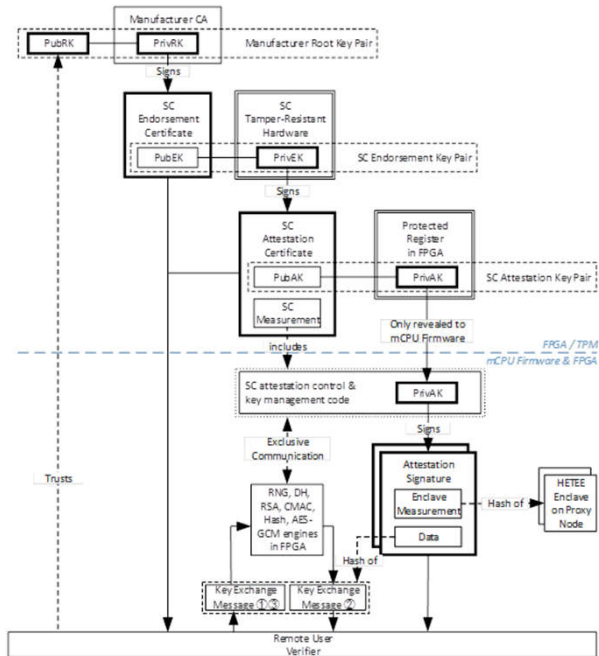 Manufacturer CA
PubRK
PrivRK
Manufacturer Root Key Pair
Signs
SC
Endorsement
Certificate
SC
Tamper-Resistant
Hardware
PubEK
PrivEK
SC Endorsement Key Pair
Signs
SC
Attestation
Certificate
Protected
Register
in FPGA
PubAK
PrivAK
SC Attestation Key Pair
SC
Measurement
Only revealed to
mCPU Firmware
includes
FPGA / TPM
mCPU Firmware & FPGA
SC attestation control &
key management code
PrivAK
Signs
Exclusive
Communication
Trusts
Attestation
Signature
Enclave
Measurement
Hash of
HETEE
Enclave
on Proxy
Node
RNG, DH,
RSA, CMAC,
Hash, AES-
GCM engines
in FPGA
Data
Hash of
Key Exchange
Message ①③
Key Exchange
Message ②
Remote User
Verifier